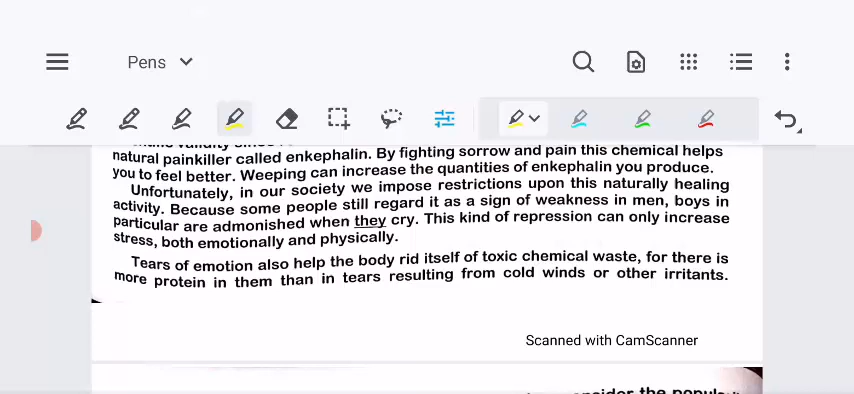 Pens
natural painkiller called enkephalin. By fighting sorrow and pain this chemical helps
you to feel better. Weeping can increase the quantities of enkephalin you produce.
Unfortunately, in our society we impose restrictions upon this naturally healing
activity. Because some people still regard it as a sign of weakness in men, boys in
particular are admonished when they cry. This kind of repression can only increase
stress, both emotionally and physically.
Tears of emotion also help the body rid itself of toxic chemical waste, for there is
more protein in them than in tears resulting from cold winds or other irritants.
Scanned with CamScanner
the